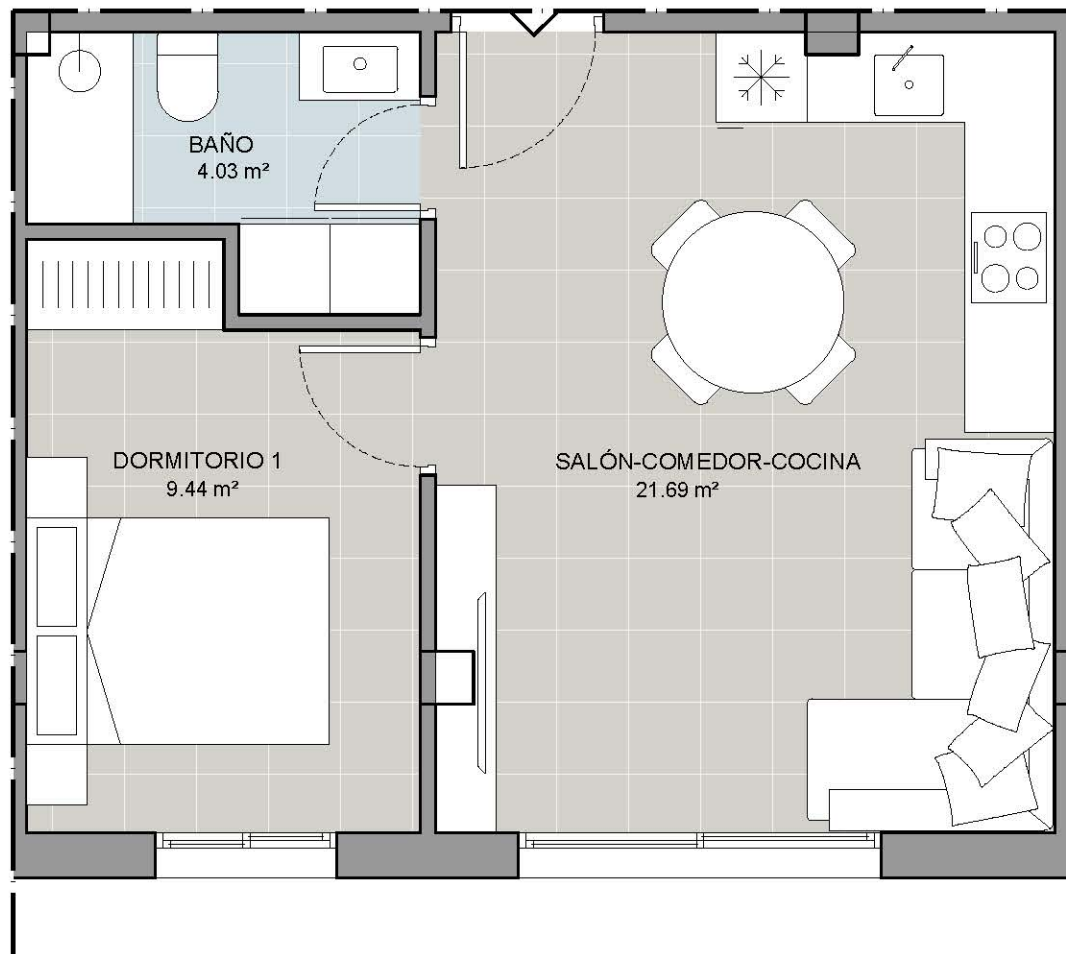 BAÑO
4.03 m²
DORMITORIO 1
9.44 m²
SALÓN-COMEDOR-COCINA
21.69 m²